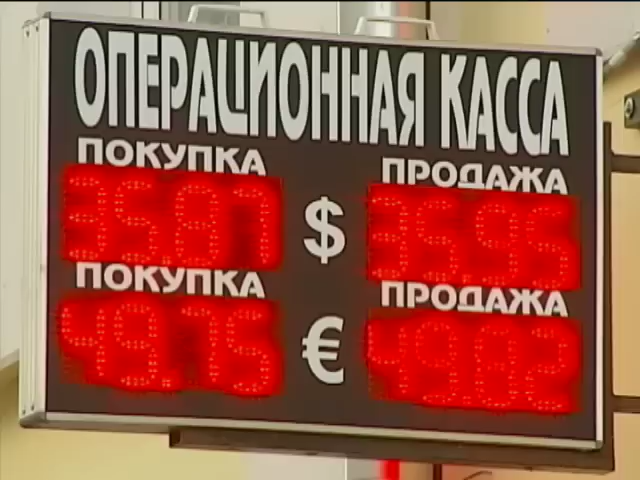 ОПЕРАЦИОННАЯ КАССА
ПОКУПКА ПРОДАЖА
35.87 $ 35.95
ПОКУПКА ПРОДАЖА
49.75 € 49.82